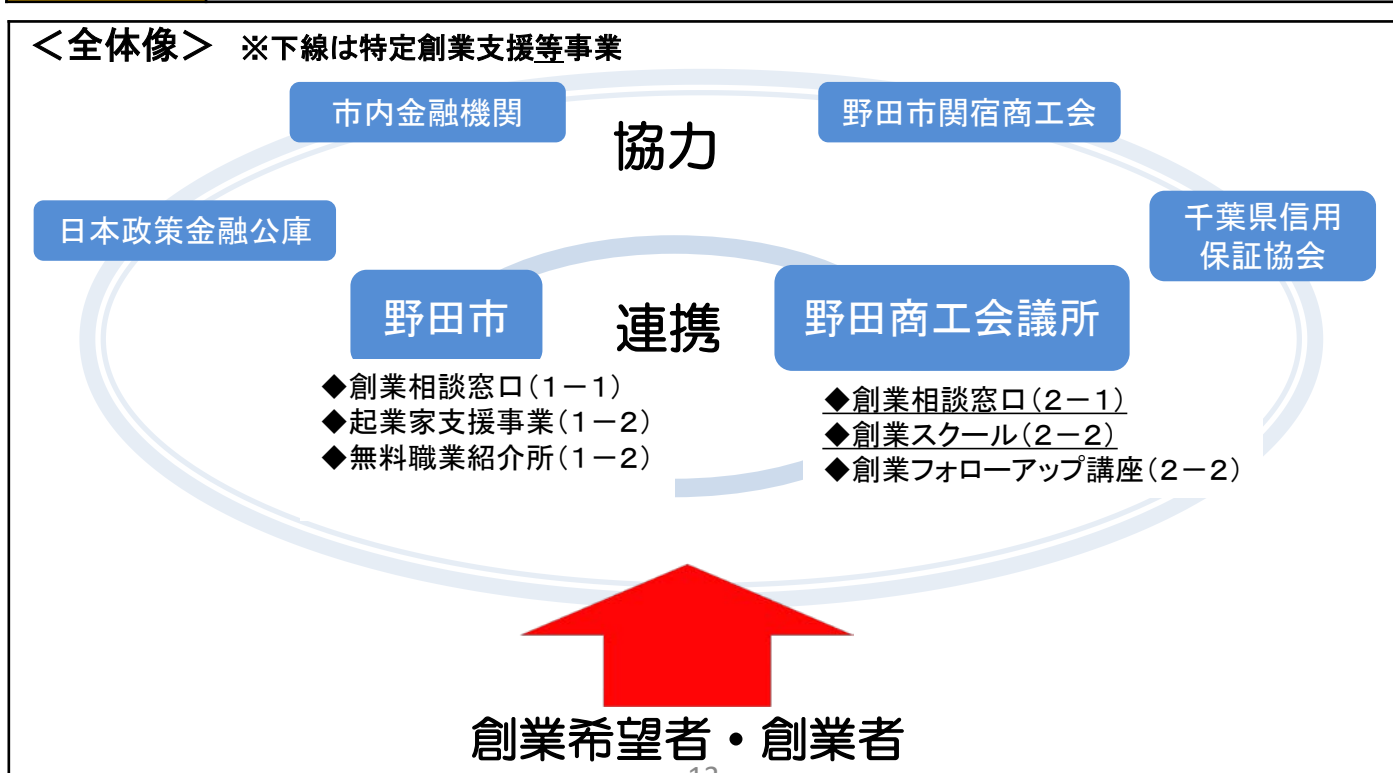 ＜全体像＞ ※下線は特定創業支援等事業
市内金融機関
野田市関宿商工会
協力
日本政策金融公庫
千葉県信用
保証協会
野田市
連携
野田商工会議所
◆創業相談窓口（１－１）
◆起業家支援事業（１－２）
◆無料職業紹介所（１－２）
◆創業相談窓口（２－１）
◆創業スクール（２－２）
◆創業フォローアップ講座（２－２）
創業希望者・創業者